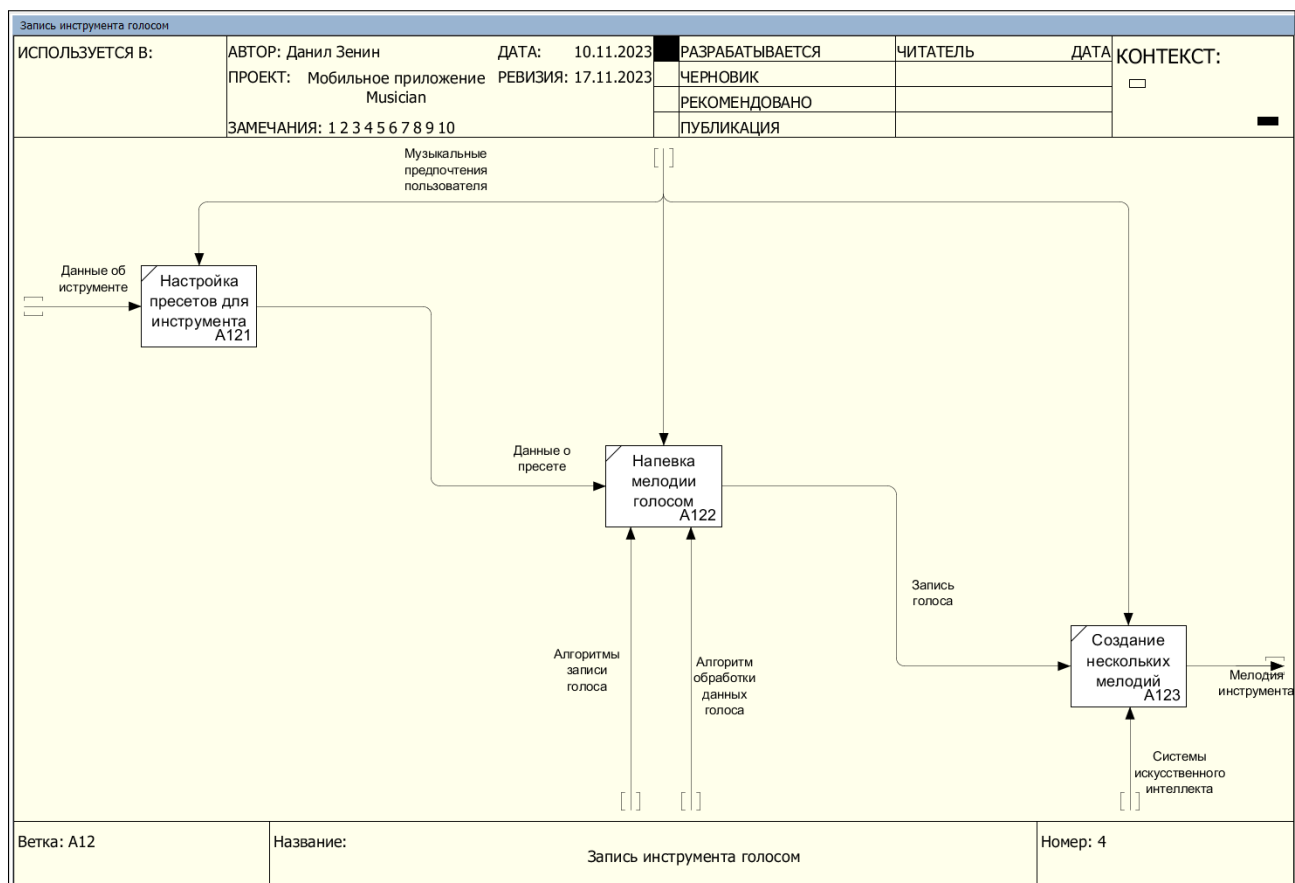 Запись инструмента голосом
ИСПОЛЬЗУЕТСЯ В:
АВТОР: Данил Зенин
ДАТА: 10.11.2023
ПРОЕКТ: Мобильное приложение
Musician
РЕВИЗИЯ: 17.11.2023
ЗАМЕЧАНИЯ: 1 2 3 4 5 6 7 8 9 10
РАЗРАБАТЫВАЕТСЯ
ЧЕРНОВИК
РЕКОМЕНДОВАНО
ПУБЛИКАЦИЯ
ЧИТАТЕЛЬ
ДАТА
КОНТЕКСТ:
Музыкальные
предпочтения
пользователя
Данные об
иструменте
Настройка
пресетов для
инструмента
A121
Данные о
пресете
Напевка
мелодии
голосом
A122
Запись
голоса
Алгоритмы
записи
голоса
Алгоритм
обработки
данных
голоса
Создание
нескольких
мелодий
A123
Мелодия
инструмента
Системы
искусственного
интеллекта
Ветка: A12
Название:
Запись инструмента голосом
Номер: 4